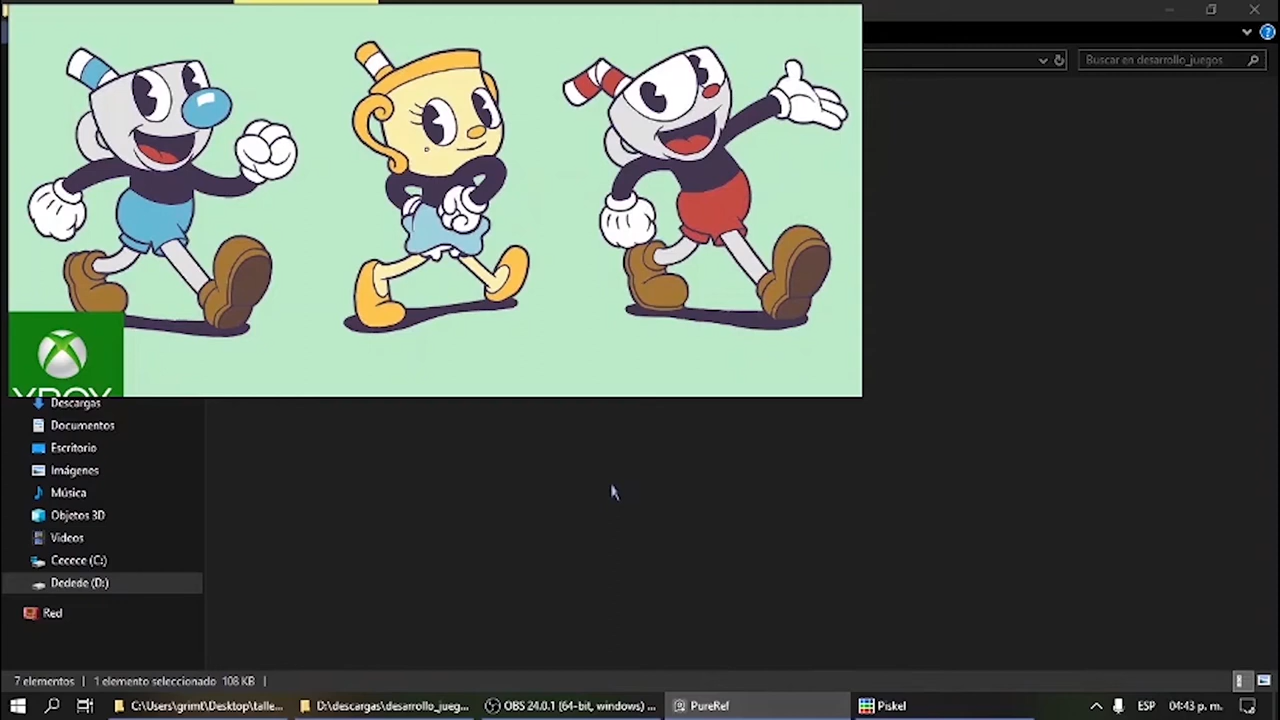 Buscar en desarrollo_juegos
XBOX
Descargas
Documentos
Escritorio
Imágenes
Música
Objetos 3D
Videos
Cecece (C:)
Dedede (D:)
Red
7 elementos | 1 elemento seleccionado 108 KB |
C:\Users\grimt\Desktop\talle... D:\descargas\desarrollo_jueg... OBS 24.0.1 (64-bit, windows) ... PureRef Piskel ESP 04:43 p. m.